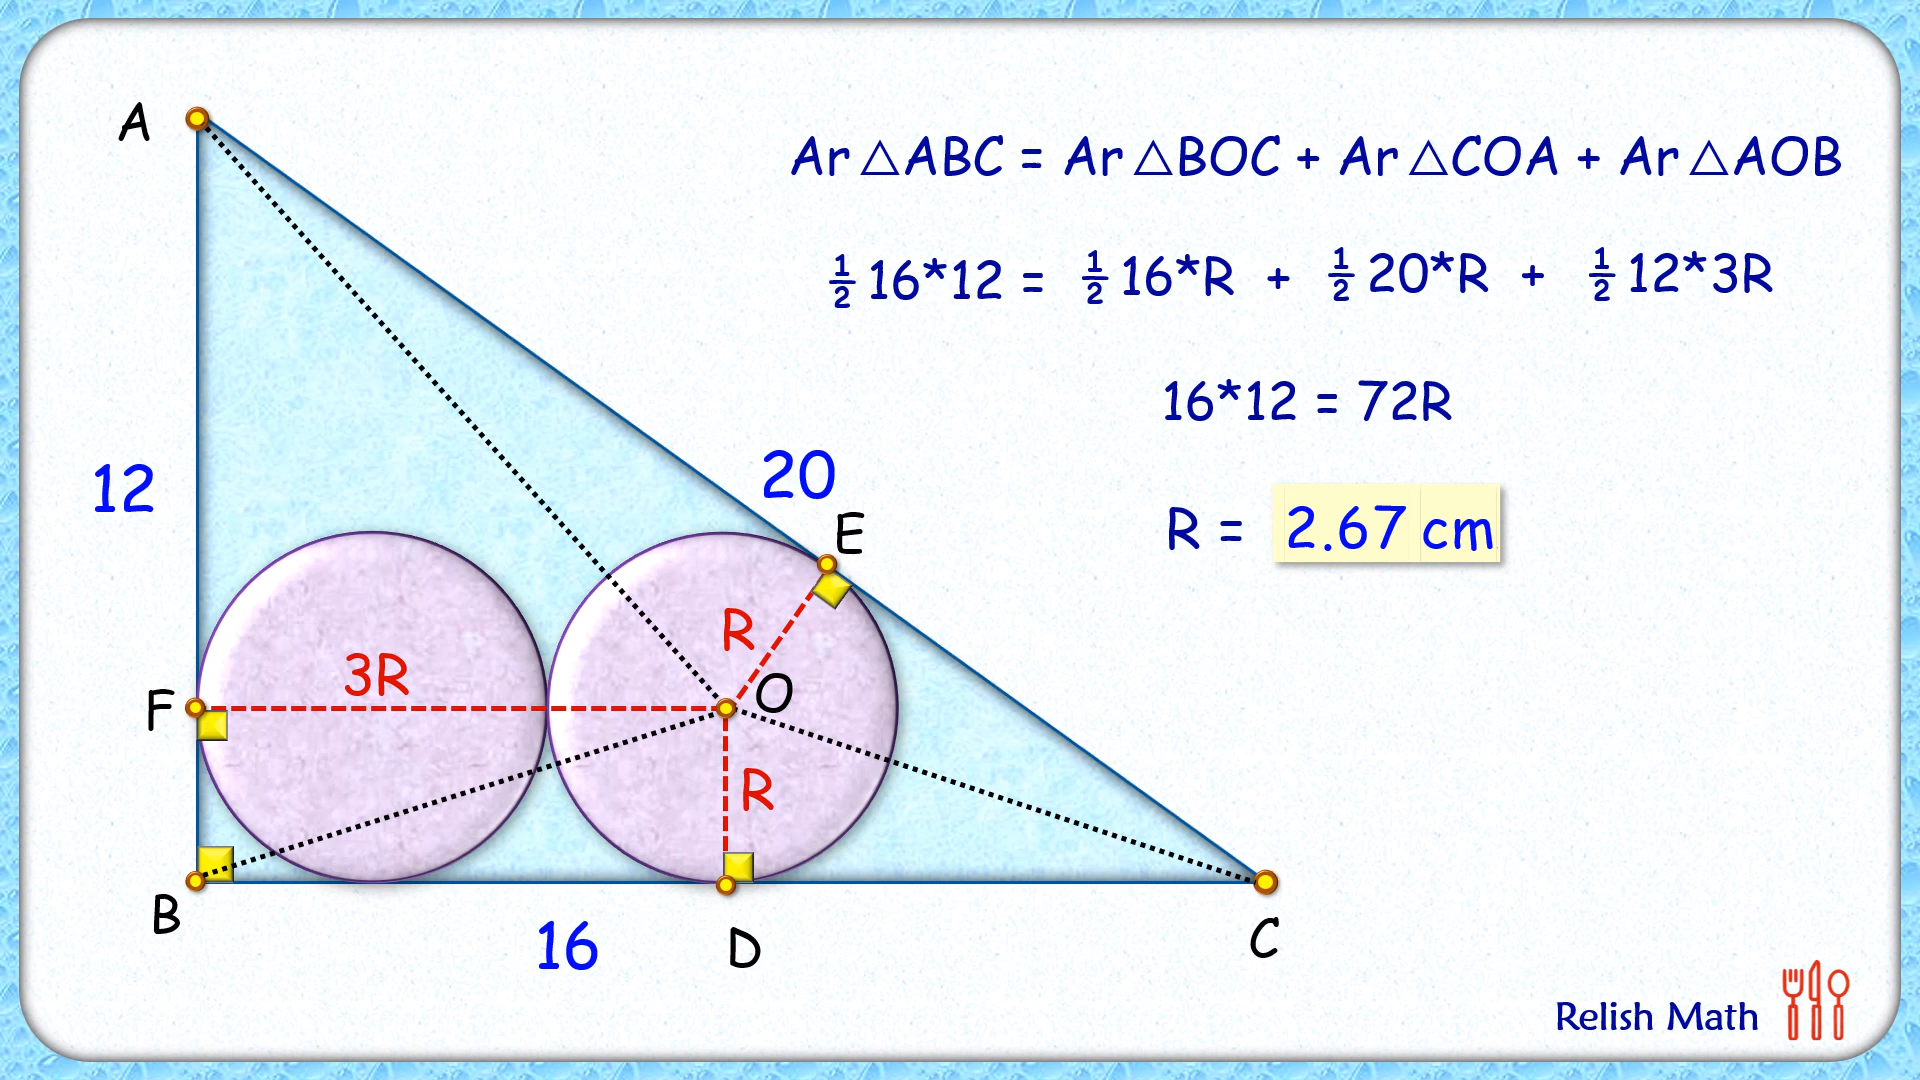 A
Ar △ABC = Ar △BOC + Ar △COA + Ar △AOB
½ 16*12 = ½ 16*R + ½ 20*R + ½ 12*3R
16*12 = 72R
12
20
R = 2.67 cm
E
R
3R
O
F
R
B
16
D
C
Relish Math